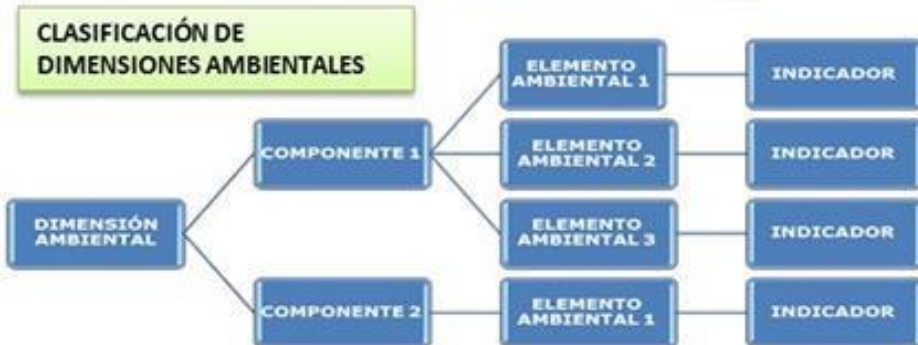 CLASIFICACIÓN DE
DIMENSIONES AMBIENTALES
ELEMENTO
AMBIENTAL 1
INDICADOR
COMPONENTE 1
ELEMENTO
AMBIENTAL 2
INDICADOR
DIMENSIÓN
AMBIENTAL
ELEMENTO
AMBIENTAL 3
INDICADOR
COMPONENTE 2
ELEMENTO
AMBIENTAL 1
INDICADOR